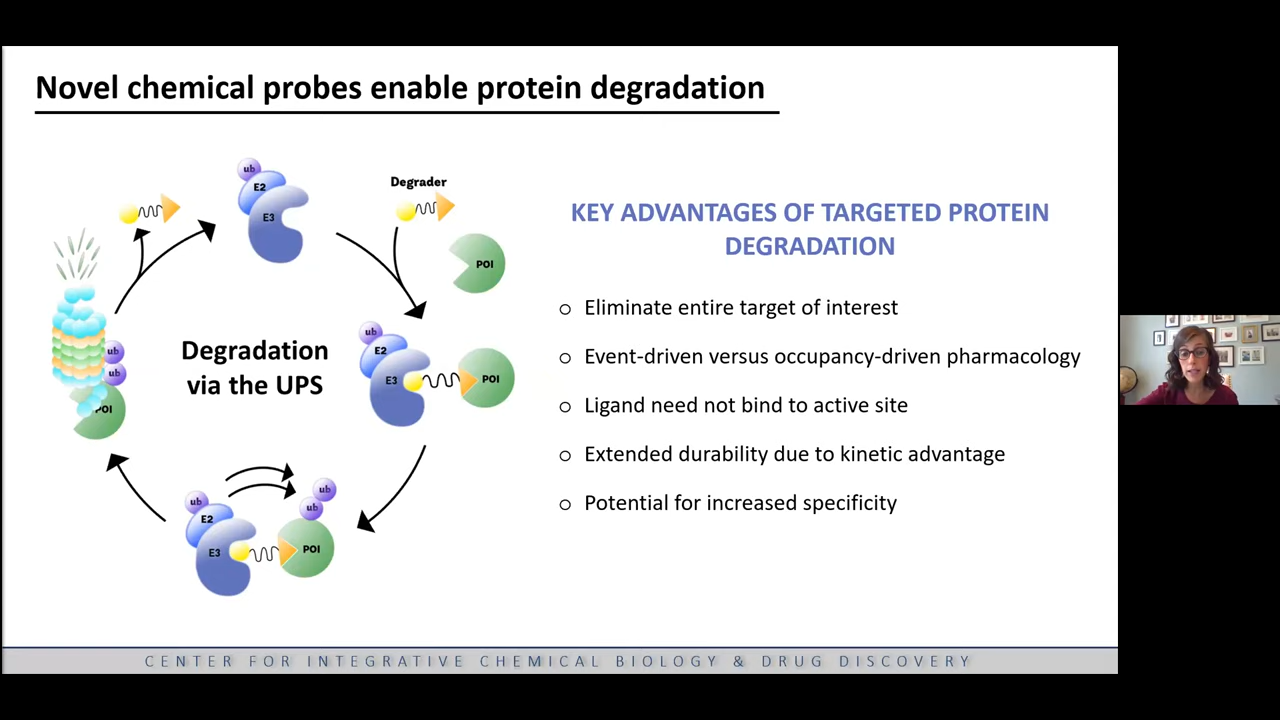 Novel chemical probes enable protein degradation
ub
E2
E3
Degrader
POI
ub
E2
E3
POI
ub
E2
E3
ub
ub
POI
ub
ub
POI
Degradation
via the UPS
KEY ADVANTAGES OF TARGETED PROTEIN
DEGRADATION
Eliminate entire target of interest
Event-driven versus occupancy-driven pharmacology
Ligand need not bind to active site
Extended durability due to kinetic advantage
Potential for increased specificity
CENTER FOR INTEGRATIVE CHEMICAL BIOLOGY & DRUG DISCOVERY